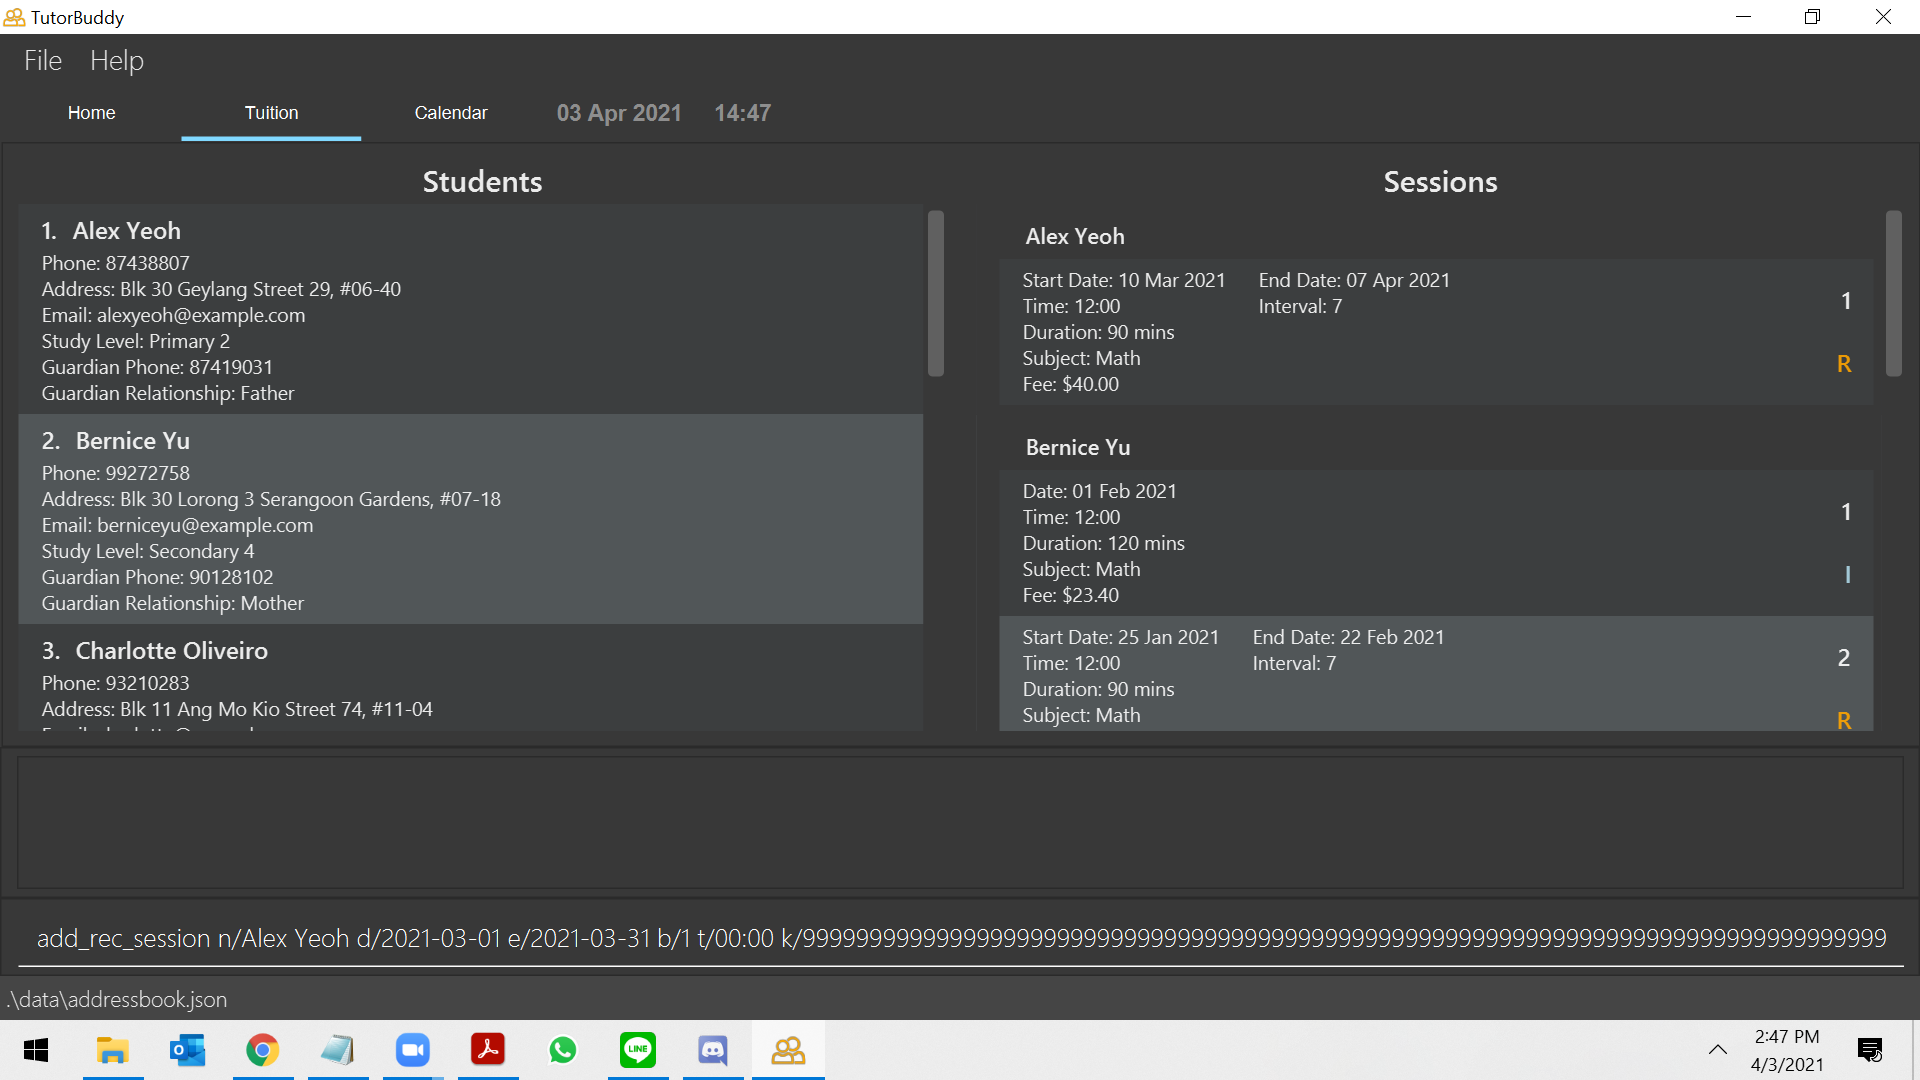 TutorBuddy
File Help
Home Tuition Calendar 03 Apr 2021 14:47
Students
1. Alex Yeoh
Phone: 87438807
Address: Blk 30 Geylang Street 29, #06-40
Email: alexyeoh@example.com
Study Level: Primary 2
Guardian Phone: 87419031
Guardian Relationship: Father
2. Bernice Yu
Phone: 99272758
Address: Blk 30 Lorong 3 Serangoon Gardens, #07-18
Email: berniceyu@example.com
Study Level: Secondary 4
Guardian Phone: 90128102
Guardian Relationship: Mother
3. Charlotte Oliveiro
Phone: 93210283
Address: Blk 11 Ang Mo Kio Street 74, #11-04
Sessions
Alex Yeoh
Start Date: 10 Mar 2021 End Date: 07 Apr 2021
Time: 12:00 Interval: 7
1
Duration: 90 mins
Subject: Math
R
Fee: $40.00
Bernice Yu
Date: 01 Feb 2021
Time: 12:00
1
Duration: 120 mins
Subject: Math
I
Fee: $23.40
Start Date: 25 Jan 2021 End Date: 22 Feb 2021
Time: 12:00 Interval: 7
2
Duration: 90 mins
Subject: Math
R
add_rec_session n/Alex Yeoh d/2021-03-01 e/2021-03-31 b/1 t/00:00 k/999999999999999999999999999999999999999999999999999999999999999999999999999999999
.\data\addressbook.json
LINE
2:47 PM
4/3/2021